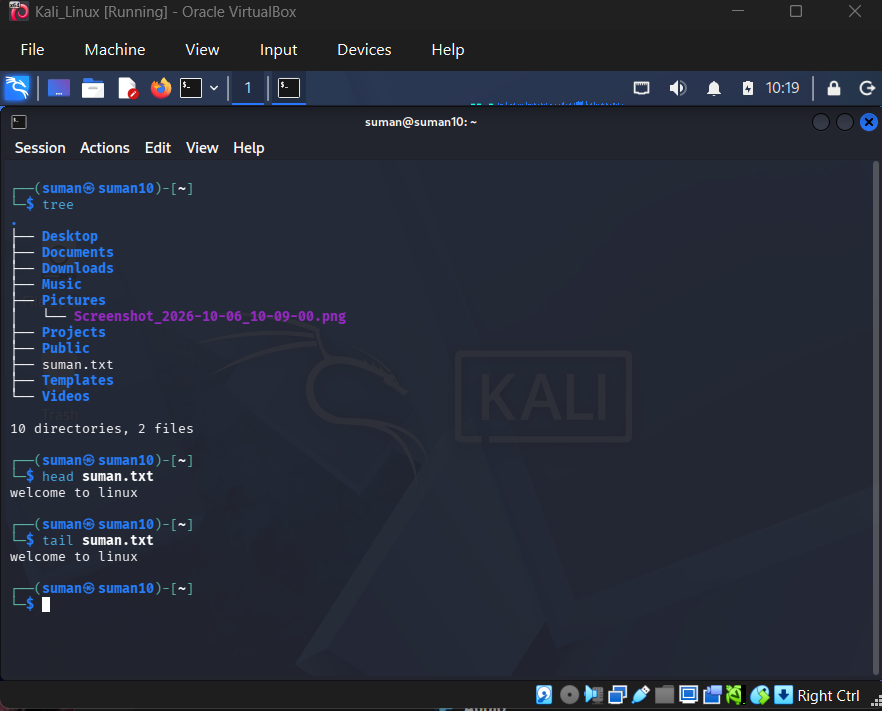 Kali_Linux [Running] - Oracle VirtualBox
File Machine View Input Devices Help
1 10:19
suman@suman10: ~
Session Actions Edit View Help
┌──(suman㉿suman10)-[~]
└─$ tree
.
├── Desktop
├── Documents
├── Downloads
├── Music
├── Pictures
│   └── Screenshot_2026-10-06_10-09-00.png
├── Projects
├── Public
├── suman.txt
├── Templates
└── Videos
Trash
10 directories, 2 files
┌──(suman㉿suman10)-[~]
└─$ head suman.txt
welcome to linux
┌──(suman㉿suman10)-[~]
└─$ tail suman.txt
welcome to linux
┌──(suman㉿suman10)-[~]
└─$
KALI
Right Ctrl